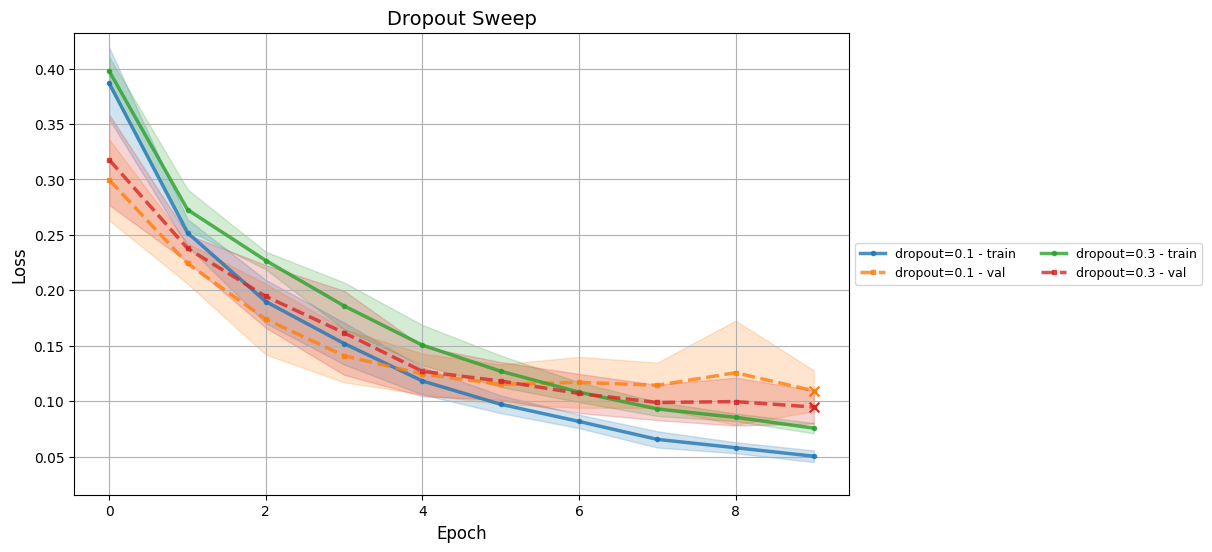 Dropout Sweep
0.40
0.35
0.30
0.25
0.20
0.15
0.10
0.05
Loss
0 2 4 6 8
Epoch
dropout=0.1 - train dropout=0.3 - train
dropout=0.1 - val dropout=0.3 - val